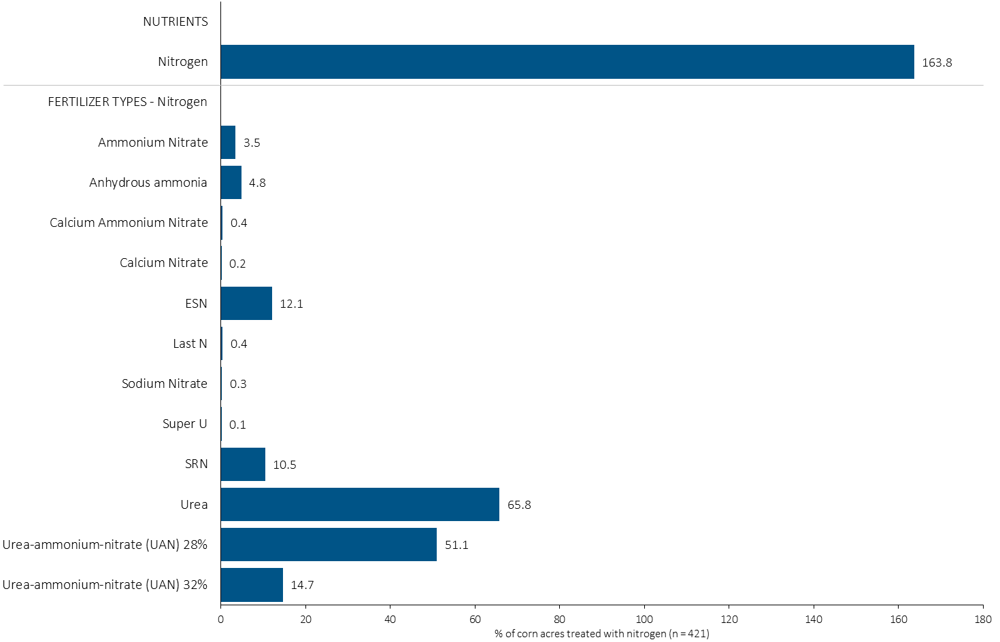 NUTRIENTS
Nitrogen 163.8
FERTILIZER TYPES - Nitrogen
Ammonium Nitrate 3.5
Anhydrous ammonia 4.8
Calcium Ammonium Nitrate 0.4
Calcium Nitrate 0.2
ESN 12.1
Last N 0.4
Sodium Nitrate 0.3
Super U 0.1
SRN 10.5
Urea 65.8
Urea-ammonium-nitrate (UAN) 28% 51.1
Urea-ammonium-nitrate (UAN) 32% 14.7
0 20 40 60 80 100 120 140 160 180
% of corn acres treated with nitrogen (n = 421)